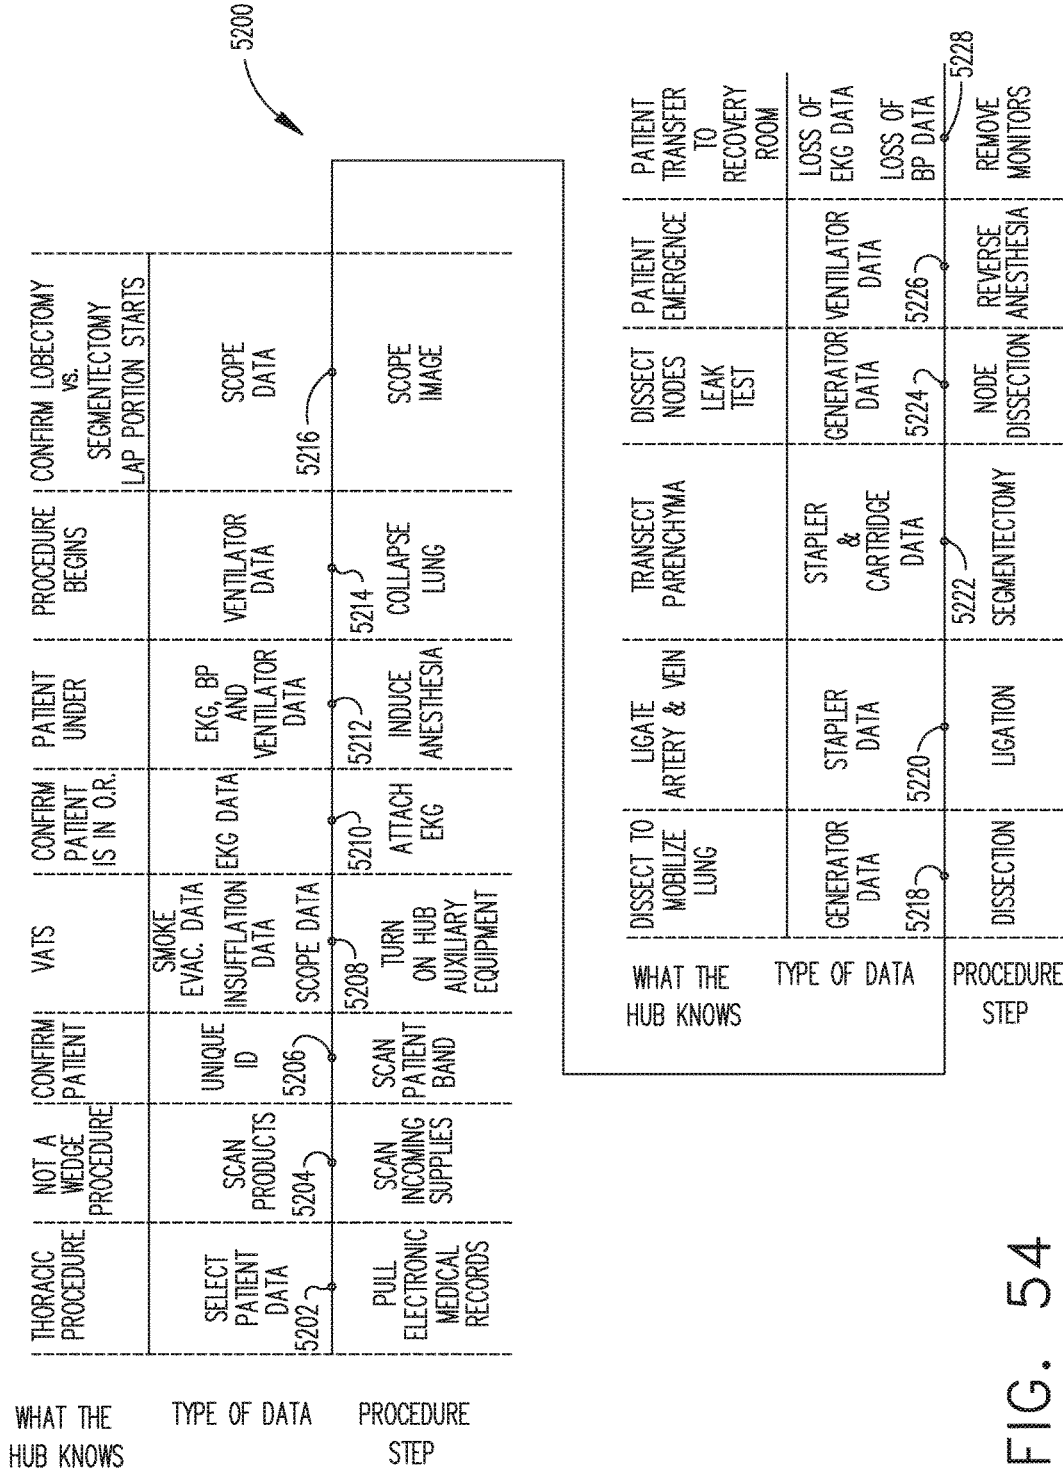 5200
WHAT THE
HUB KNOWS
THORACIC
PROCEDURE
NOT A
WEDGE
PROCEDURE
CONFIRM
PATIENT
VATS
CONFIRM
PATIENT
IS IN O.R.
PATIENT
UNDER
PROCEDURE
BEGINS
CONFIRM LOBECTOMY
vs.
SEGMENTECTOMY
LAP PORTION STARTS
TYPE OF DATA
SELECT
PATIENT
DATA
5202
SCAN
PRODUCTS
5204
UNIQUE
ID
5206
SMOKE
EVAC. DATA
INSUFFLATION
DATA
SCOPE DATA
5208
EKG DATA
5210
EKG, BP
AND
VENTILATOR
DATA
5212
VENTILATOR
DATA
5214
SCOPE
DATA
5216
PROCEDURE
STEP
PULL
ELECTRONIC
MEDICAL
RECORDS
SCAN
INCOMING
SUPPLIES
SCAN
PATIENT
BAND
TURN
ON HUB
AUXILIARY
EQUIPMENT
ATTACH
EKG
INDUCE
ANESTHESIA
COLLAPSE
LUNG
SCOPE
IMAGE
WHAT THE
HUB KNOWS
DISSECT TO
MOBILIZE
LUNG
LIGATE
ARTERY & VEIN
TRANSECT
PARENCHYMA
DISSECT
NODES
LEAK
TEST
PATIENT
EMERGENCE
PATIENT
TRANSFER
TO
RECOVERY
ROOM
TYPE OF DATA
GENERATOR
DATA
5218
STAPLER
DATA
5220
STAPLER
&
CARTRIDGE
DATA
5222
GENERATOR
DATA
5224
VENTILATOR
DATA
5226
LOSS OF
EKG DATA
LOSS OF
BP DATA
5228
PROCEDURE
STEP
DISSECTION
LIGATION
SEGMENTECTOMY
NODE
DISSECTION
REVERSE
ANESTHESIA
REMOVE
MONITORS
FIG. 54